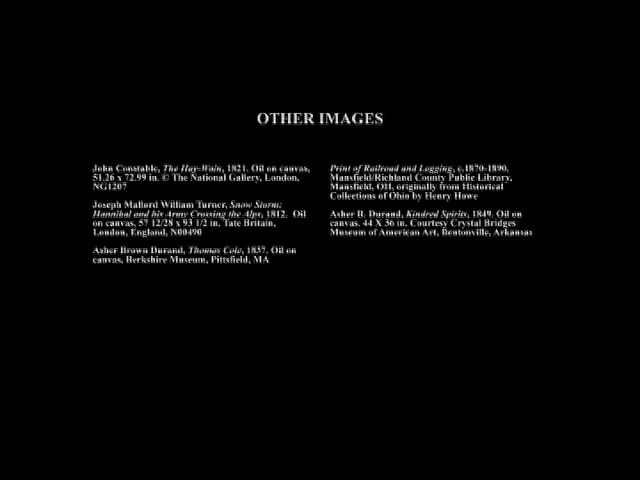 OTHER IMAGES
John Constable, The Hay-Wain, 1821. Oil on canvas,
51.26 x 72.99 in. © The National Gallery, London,
NG1207
Joseph Mallord William Turner, Snow Storm:
Hannibal and his Army Crossing the Alps, 1812. Oil
on canvas, 57 12/28 x 93 1/2 in. Tate Britain,
London, England, N00490
Asher Brown Durand, Thomas Cole, 1837. Oil on
canvas, Berkshire Museum, Pittsfield, MA
Print of Railroad and Logging, c.1870-1890,
Mansfield/Richland County Public Library,
Mansfield, OH, originally from Historical
Collections of Ohio by Henry Howe
Asher B. Durand, Kindred Spirits, 1849. Oil on
canvas. 44 X 36 in. Courtesy Crystal Bridges
Museum of American Art, Bentonville, Arkansas